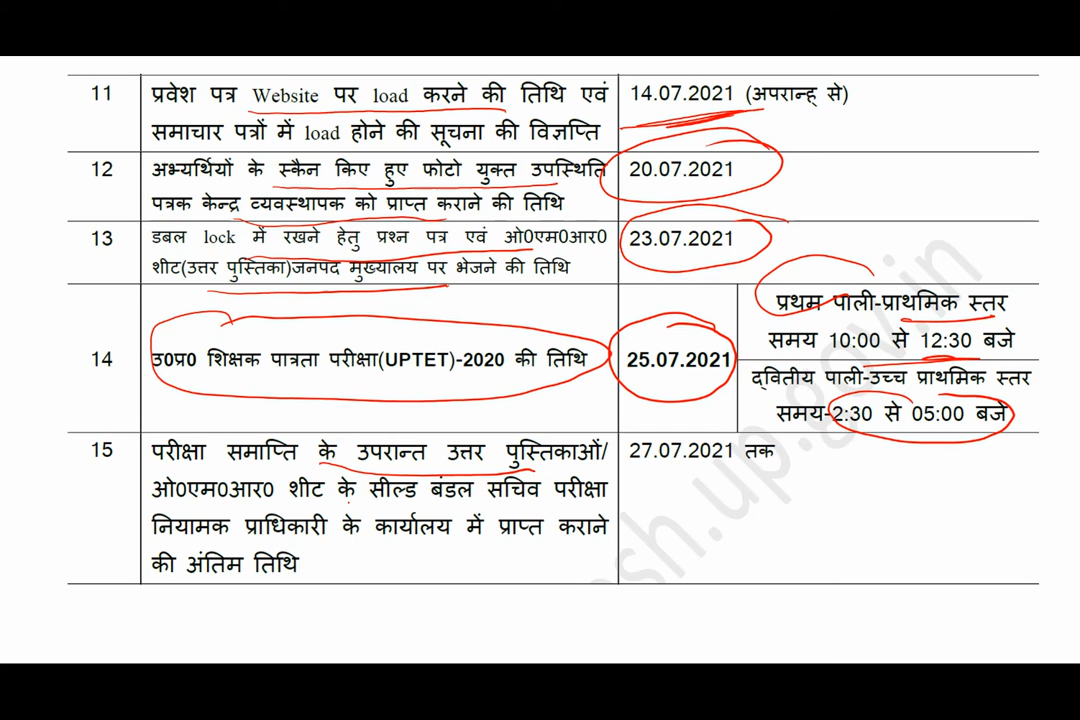 11 प्रवेश पत्र Website पर load करने की तिथि एवं 14.07.2021 (अपरान्ह् से)
समाचार पत्रों में load होने की सूचना की विज्ञप्ति
12 अभ्यर्थियों के स्कैन किए हुए फोटो युक्त उपस्थिति 20.07.2021
पत्रक केन्द्र व्यवस्थापक को प्राप्त कराने की तिथि
13 डबल lock में रखने हेतु प्रश्न पत्र एवं ओ0एम0आर0 23.07.2021
शीट(उत्तर पुस्तिका)जनपद मुख्यालय पर भेजने की तिथि
14 उ0प्र0 शिक्षक पात्रता परीक्षा(UPTET)-2020 की तिथि 25.07.2021
प्रथम पाली-प्राथमिक स्तर
समय 10:00 से 12:30 बजे
द्वितीय पाली-उच्च प्राथमिक स्तर
समय-2:30 से 05:00 बजे
15 परीक्षा समाप्ति के उपरान्त उत्तर पुस्तिकाओं/ 27.07.2021 तक
ओ0एम0आर0 शीट के सील्ड बंडल सचिव परीक्षा
नियामक प्राधिकारी के कार्यालय में प्राप्त कराने
की अंतिम तिथि
esh.up.gov.in